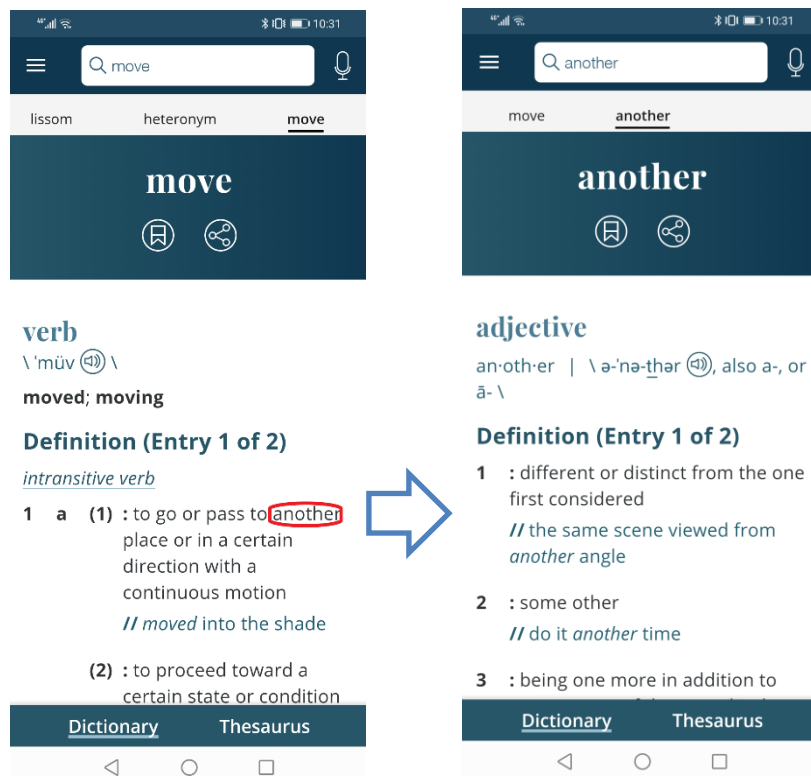 4G 10:31
move
lissom heteronym move
move
verb
\ ˈmüv \
moved; moving
Definition (Entry 1 of 2)
intransitive verb
1 a (1) : to go or pass to another
place or in a certain
direction with a
continuous motion
// moved into the shade
(2) : to proceed toward a
certain state or condition
Dictionary Thesaurus
4G 10:31
another
move another
another
adjective
an·oth·er | \ ə-ˈnə-t͟hər , also a-, or
ā- \
Definition (Entry 1 of 2)
1 : different or distinct from the one
first considered
// the same scene viewed from
another angle
2 : some other
// do it another time
3 : being one more in addition to
Dictionary Thesaurus